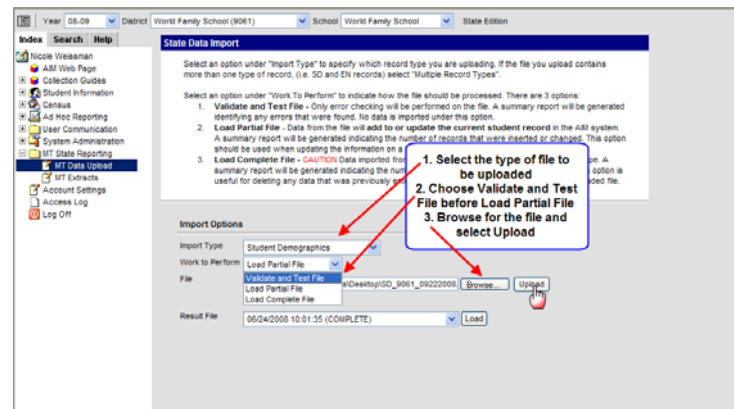 Year 08-09 District World Family School (9061) School World Family School State Edition
Index Search Help
State Data Import
Nicole Weissman
AIM Web Page
Collection Guides
Student Information
Census
Ad Hoc Reporting
User Communication
System Administration
MT State Reporting
MT Data Upload
MT Extracts
Account Settings
Access Log
Log Off
Select an option under "Import Type" to specify which record type you are uploading. If the file you upload contains
more than one type of record, (i.e. SD and EN records) select "Multiple Record Types".
Select an option under "Work To Perform" to indicate how the file should be processed. There are 3 options:
1. Validate and Test File - Only error checking will be performed on the file. A summary report will be generated
identifying any errors that were found. No data is imported under this option.
2. Load Partial File - Data from the file will add to or update the current student record in the AIM system.
A summary report will be generated indicating the number of records that were inserted or changed. This option
should be used when updating the information on a
3. Load Complete File - CAUTION Data imported from pe. A
summary report will be generated indicating the num option is
useful for deleting any data that was previously en ded file.
1. Select the type of file to
be uploaded
2. Choose Validate and Test
File before Load Partial File
3. Browse for the file and
select Upload
Import Options
Import Type Student Demographics
Work to Perform Load Partial File
Validate and Test File
Load Partial File
Load Complete File
File s\Desktop\SD_9061_09222008. Browse... Upload
Result File 06/24/2008 10:01:35 (COMPLETE) Load